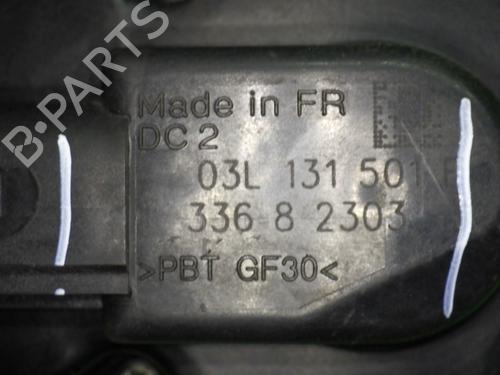 B-PARTS
Made in FR
DC 2
03L 131 501
336 8 2303
>PBT GF30<